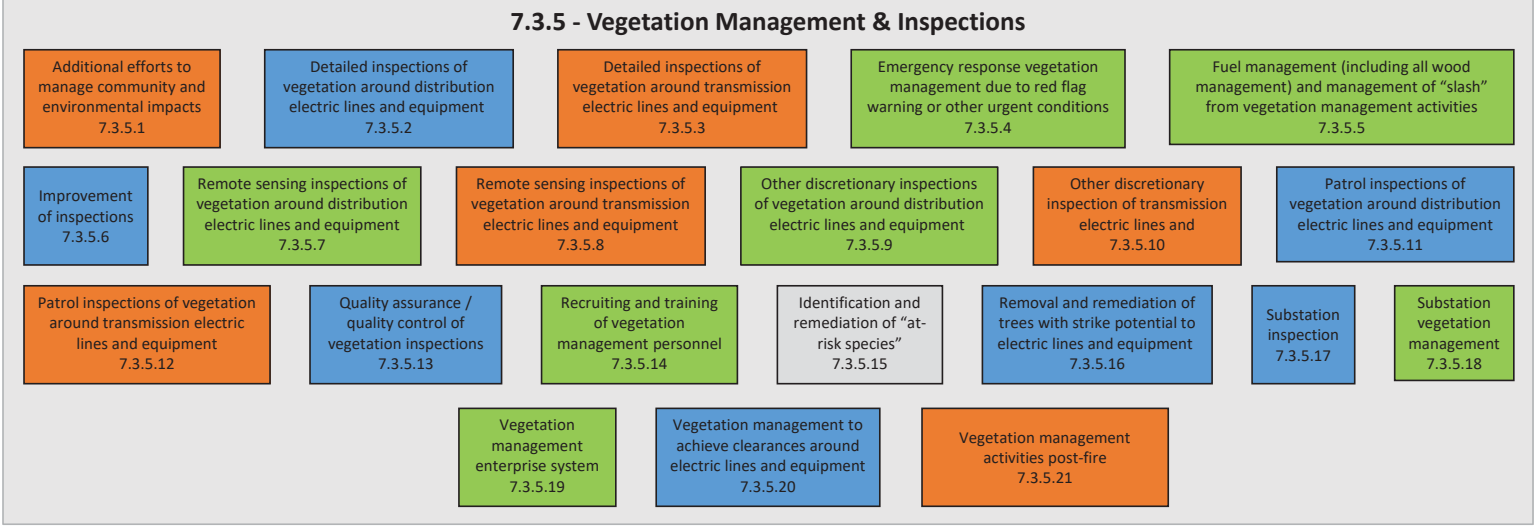 7.3.5 - Vegetation Management & Inspections
Additional efforts to
manage community and
environmental impacts
7.3.5.1
Detailed inspections of
vegetation around distribution
electric lines and equipment
7.3.5.2
Detailed inspections of
vegetation around transmission
electric lines and equipment
7.3.5.3
Emergency response vegetation
management due to red flag
warning or other urgent conditions
7.3.5.4
Fuel management (including all wood
management) and management of “slash”
from vegetation management activities
7.3.5.5
Improvement
of inspections
7.3.5.6
Remote sensing inspections of
vegetation around distribution
electric lines and equipment
7.3.5.7
Remote sensing inspections of
vegetation around transmission
electric lines and equipment
7.3.5.8
Other discretionary inspections
of vegetation around distribution
electric lines and equipment
7.3.5.9
Other discretionary
inspection of transmission
electric lines and
7.3.5.10
Patrol inspections of
vegetation around distribution
electric lines and equipment
7.3.5.11
Patrol inspections of vegetation
around transmission electric
lines and equipment
7.3.5.12
Quality assurance /
quality control of
vegetation inspections
7.3.5.13
Recruiting and training
of vegetation
management personnel
7.3.5.14
Identification and
remediation of “at-
risk species”
7.3.5.15
Removal and remediation of
trees with strike potential to
electric lines and equipment
7.3.5.16
Substation
inspection
7.3.5.17
Substation
vegetation
management
7.3.5.18
Vegetation
management
enterprise system
7.3.5.19
Vegetation management to
achieve clearances around
electric lines and equipment
7.3.5.20
Vegetation management
activities post-fire
7.3.5.21